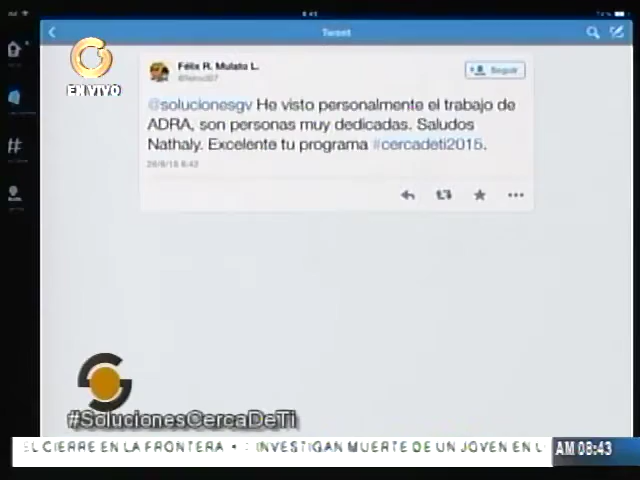 Tweet
EN VIVO
Félix R. Mulato L.
Seguir
@solucionesgv He visto personalmente el trabajo de
ADRA, son personas muy dedicadas. Saludos
Nathaly. Excelente tu programa #cercadeti2015.
#SolucionesCercaDeTi
EL CIERRE EN LA FRONTERA • INVESTIGAN MUERTE DE UN JOVEN EN
AM 08:43